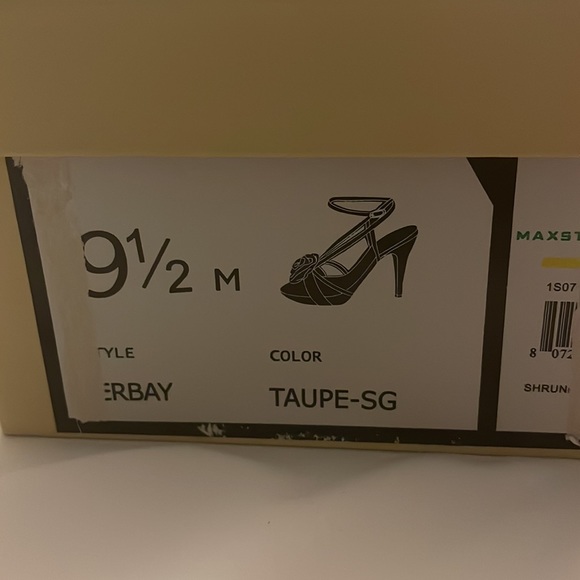 9½ M
TYLE
COLOR
ERBAY
TAUPE-SG
MAXST
1S07
8 072
SHRUN